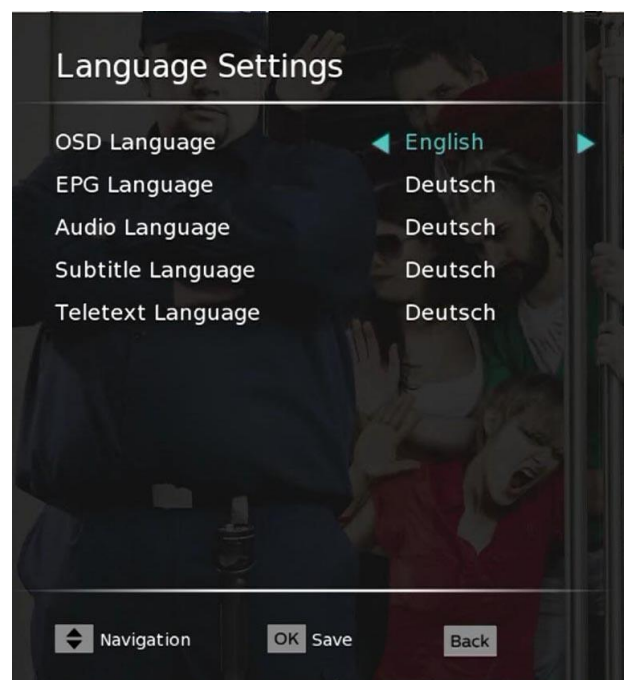 Language Settings
OSD Language English
EPG Language Deutsch
Audio Language Deutsch
Subtitle Language Deutsch
Teletext Language Deutsch
Navigation OK Save Back